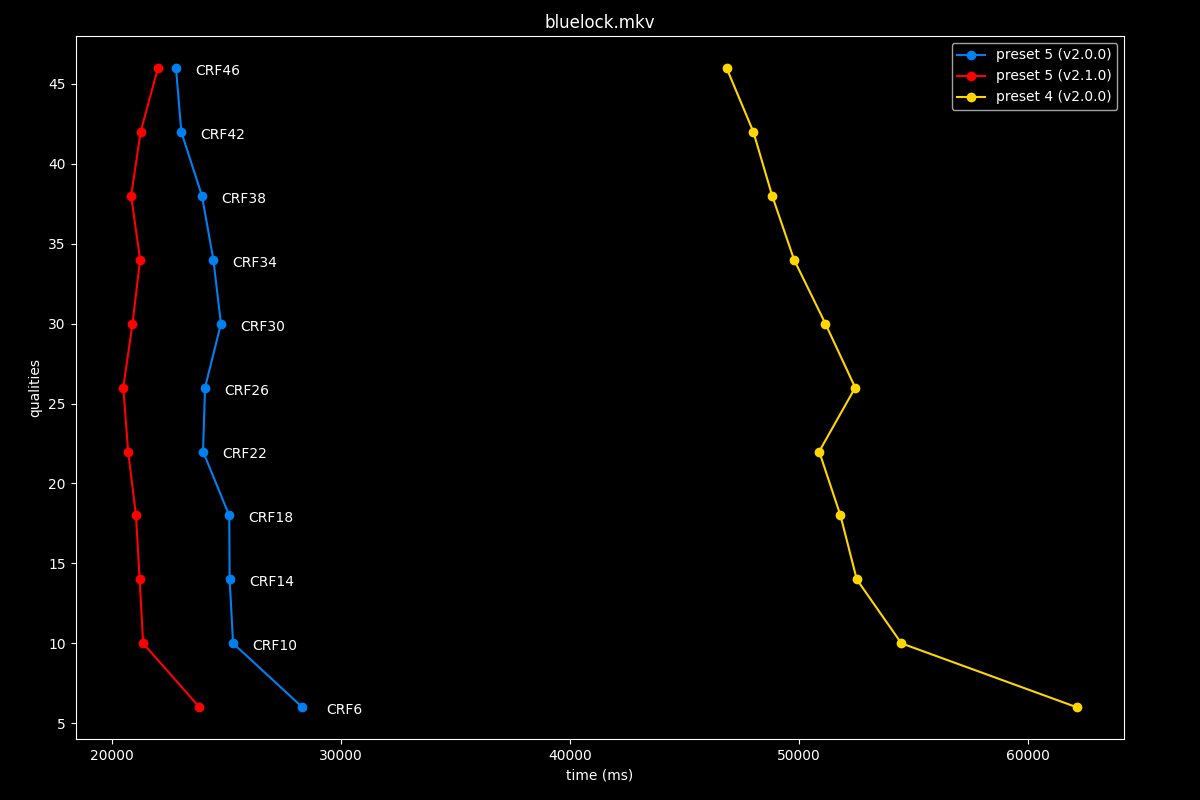 bluelock.mkv
preset 5 (v2.0.0)
preset 5 (v2.1.0)
preset 4 (v2.0.0)
CRF46
CRF42
CRF38
CRF34
CRF30
CRF26
CRF22
CRF18
CRF14
CRF10
CRF6
45
40
35
30
25
20
15
10
5
qualities
20000
30000
40000
50000
60000
time (ms)